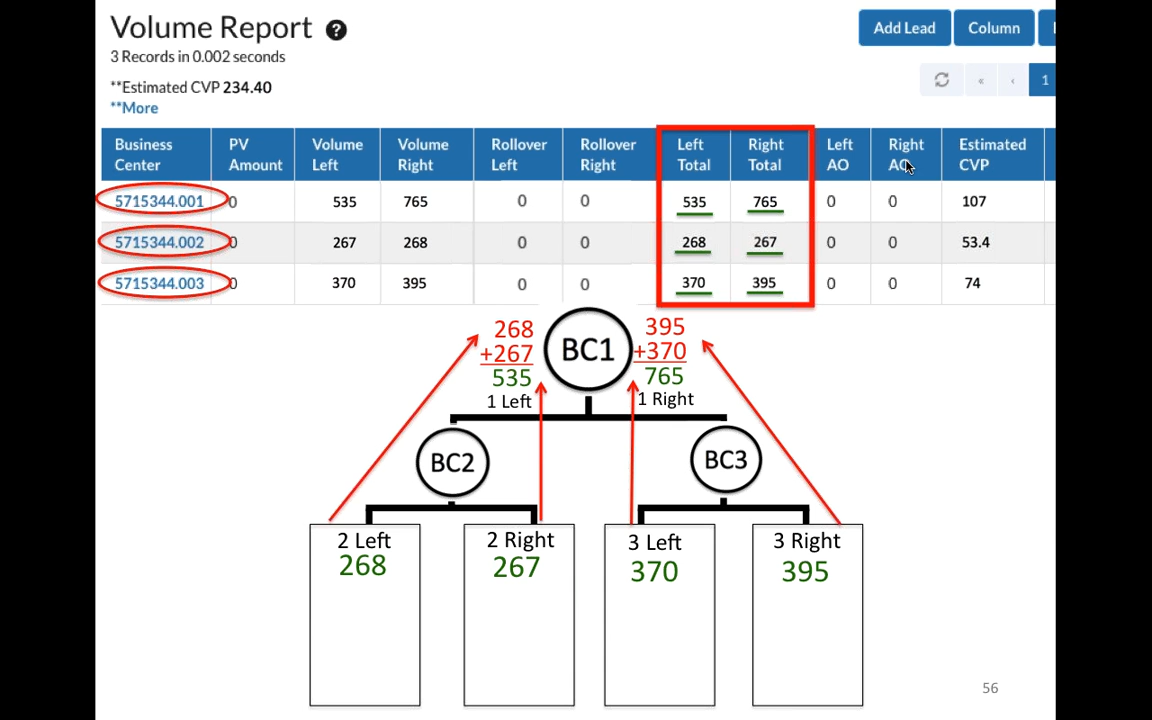 Volume Report ?
Add Lead Column
3 Records in 0.002 seconds
**Estimated CVP 234.40
« ‹ 1
**More
Business Center PV Amount Volume Left Volume Right Rollover Left Rollover Right Left Total Right Total Left AO Right AO Estimated CVP
5715344.001 0 535 765 0 0 535 765 0 0 107
5715344.002 0 267 268 0 0 268 267 0 0 53.4
5715344.003 0 370 395 0 0 370 395 0 0 74
268 BC1 395
+267 +370
535 765
1 Left 1 Right
BC2 BC3
2 Left 2 Right 3 Left 3 Right
268 267 370 395
56